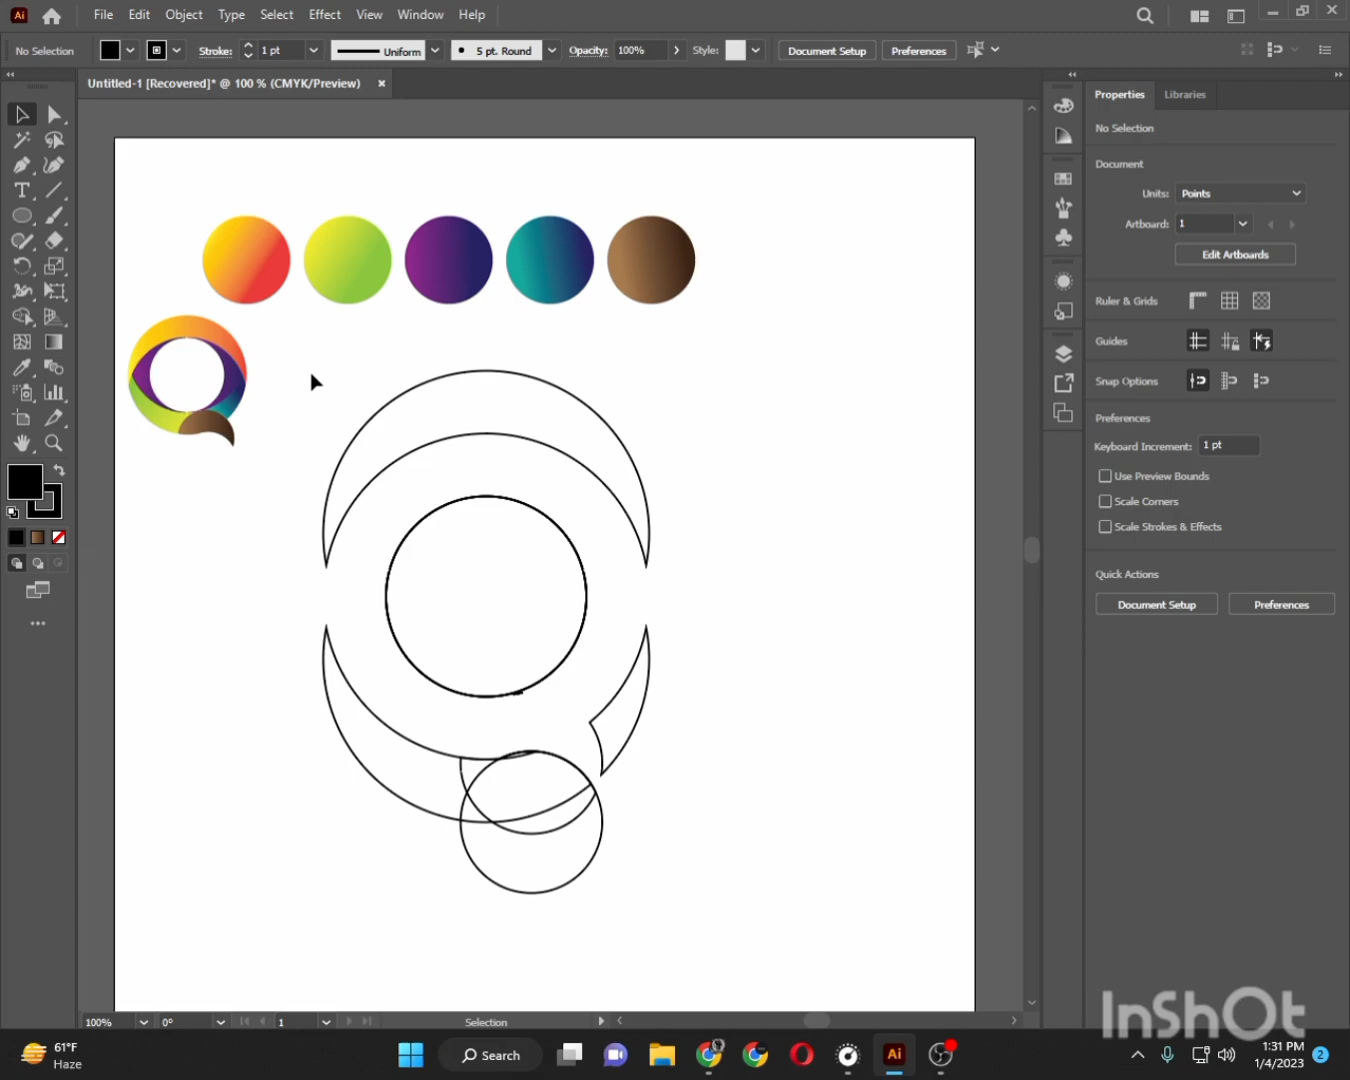 Ai File Edit Object Type Select Effect View Window Help
No Selection Stroke: 1 pt Uniform 5 pt. Round Opacity: 100% Style: Document Setup Preferences
Untitled-1 [Recovered]* @ 100 % (CMYK/Preview)
Properties Libraries
No Selection
Document
Units: Points
Artboard: 1
Edit Artboards
Ruler & Grids
Guides
Snap Options
Preferences
Keyboard Increment: 1 pt
Use Preview Bounds
Scale Corners
Scale Strokes & Effects
Quick Actions
Document Setup Preferences
InShOt
100% 0° 1 Selection
61°F
Haze
Search
Ai
1:31 PM
1/4/2023
2